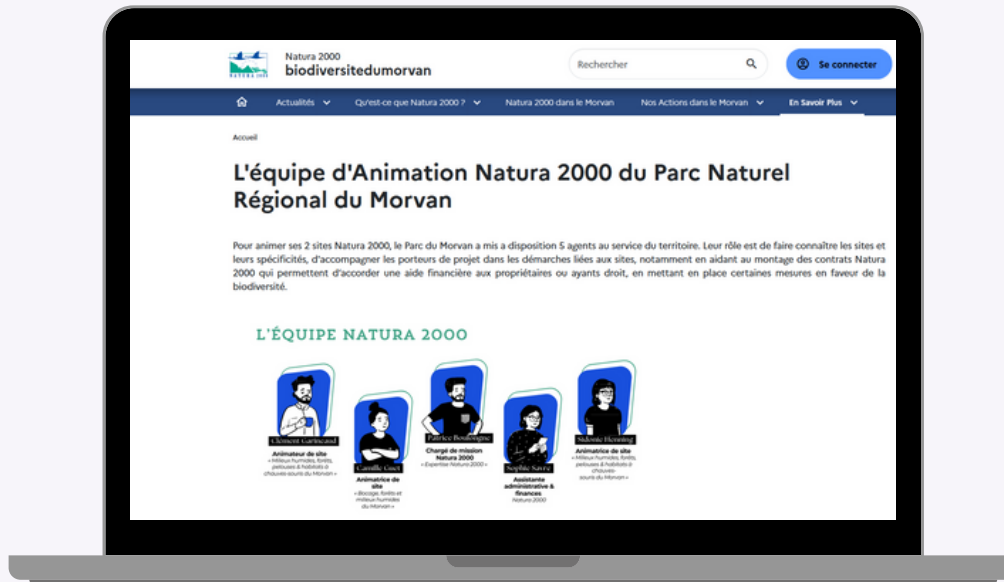 Natura 2000
biodiversitedumorvan
NATURA 2000
Rechercher
Se connecter
Actualités
Qu'est-ce que Natura 2000 ?
Natura 2000 dans le Morvan
Nos Actions dans le Morvan
En Savoir Plus
Accueil
L'équipe d'Animation Natura 2000 du Parc Naturel
Régional du Morvan
Pour animer ses 2 sites Natura 2000, le Parc du Morvan a mis a disposition 5 agents au service du territoire. Leur rôle est de faire connaître les sites et
leurs spécificités, d'accompagner les porteurs de projet dans les démarches liées aux sites, notamment en aidant au montage des contrats Natura
2000 qui permettent d'accorder une aide financière aux propriétaires ou ayants droit, en mettant en place certaines mesures en faveur de la
biodiversité.
L'ÉQUIPE NATURA 2000
Clément
Animateur de site
« Milieux humides, forêts,
pelouses & habitats à
chauves-souris du Morvan »
Camille Guet
Animatrice de
site
« Bocage, forêts et
milieux humides
du Morvan »
Patrice Boulongne
Chargé de mission
Natura 2000
« Expertise Natura 2000 »
Sophie Savre
Assistante
administrative &
finances
Natura 2000
Sidonie Henning
Animatrice de site
« Milieux humides, forêts,
pelouses & habitats à
chauves-
souris du Morvan »